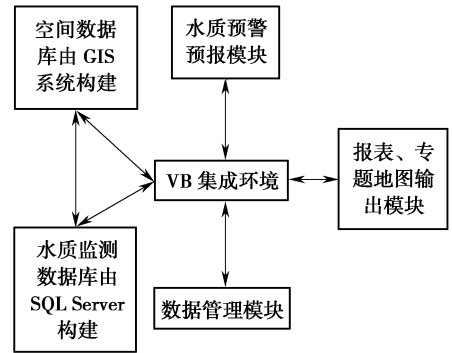 空间数据
库由 GIS
系统构建
水质预警
预报模块
VB 集成环境
报表、专
题地图输
出模块
水质监测
数据库由
SQL Server
构建
数据管理模块